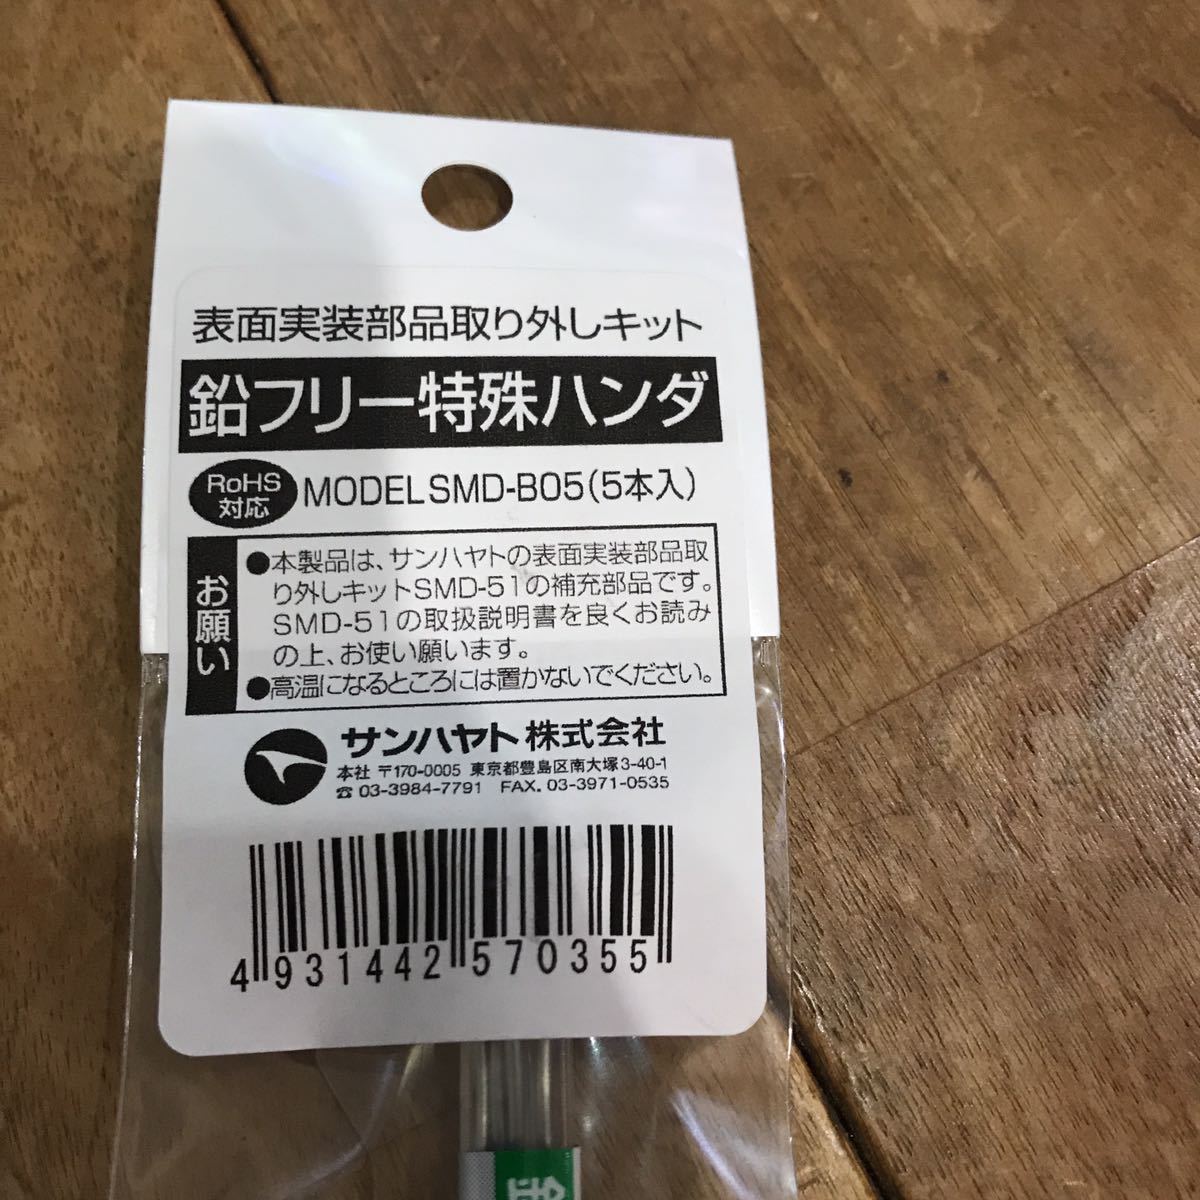 表面実装部品取り外しキット
鉛フリー特殊ハンダ
RoHS
対応
MODEL SMD-B05(5本入)
お願い
●本製品は、サンハヤトの表面実装部品取
り外しキットSMD-51の補充部品です。
SMD-51の取扱説明書を良くお読み
の上、お使い願います。
●高温になるところには置かないでください。
サンハヤト株式会社
本社 〒170-0005 東京都豊島区南大塚3-40-1
☎ 03-3984-7791 FAX. 03-3971-0535
4 931442 570355